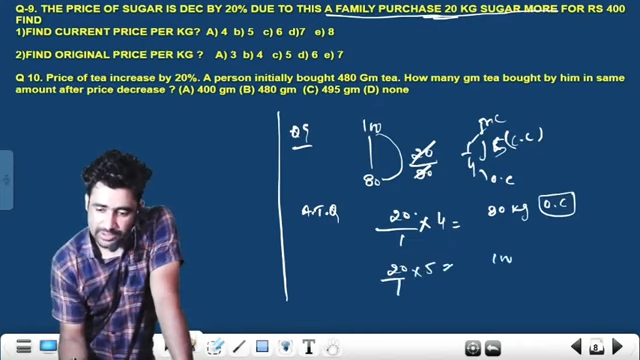 Q-9. THE PRICE OF SUGAR IS DEC BY 20% DUE TO THIS A FAMILY PURCHASE 20 KG SUGAR MORE FOR RS 400
FIND
1)FIND CURRENT PRICE PER KG? A) 4 b) 5 c) 6 d)7 e) 8
2)FIND ORIGINAL PRICE PER KG ? A) 3 b) 4 c) 5 d) 6 e) 7
Q 10. Price of tea increase by 20%. A person initially bought 480 Gm tea. How many gm tea bought by him in same
amount after price decrease ? (A) 400 gm (B) 480 gm (C) 495 gm (D) none
Q9 100 20 1 5 (C.C)
80 80 4 O.C
A.T.Q 20 × 4 = 80 kg O.C
1
20 × 5 = 100
1
8